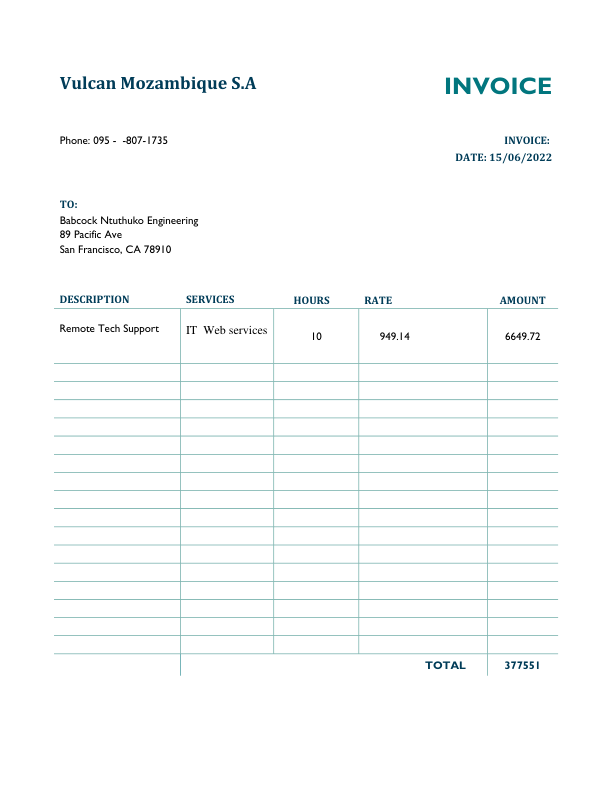 Vulcan Mozambique S.A
INVOICE
Phone: 095 -  -807-1735
INVOICE:
DATE: 15/06/2022
TO:
Babcock Ntuthuko Engineering
89 Pacific Ave
San Francisco, CA 78910
DESCRIPTION SERVICES HOURS RATE AMOUNT
Remote Tech Support IT  Web services 10 949.14 6649.72
TOTAL 377551